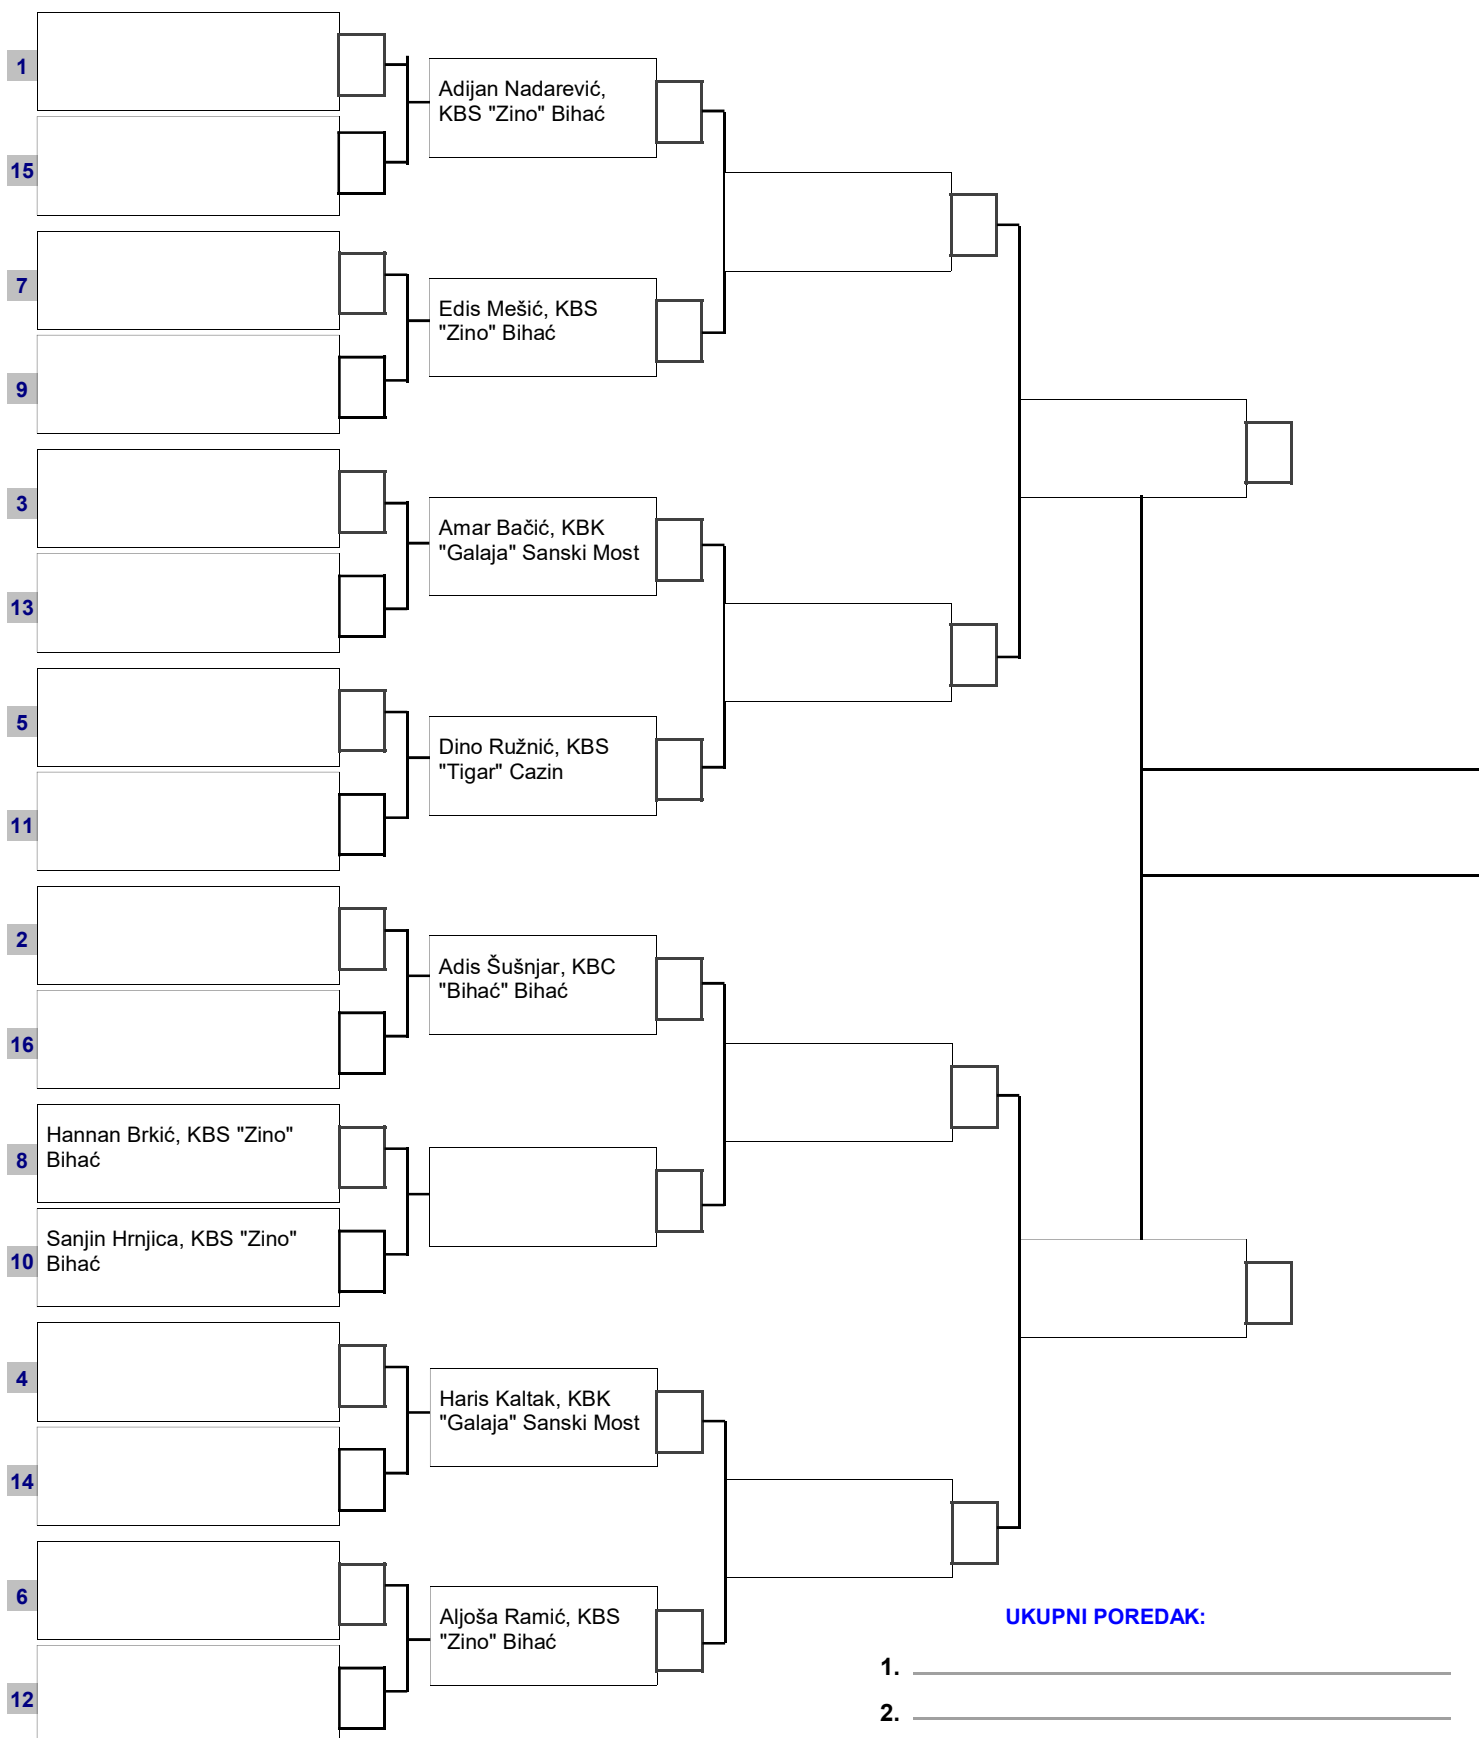 1
Adijan Nadarević,
KBS "Zino" Bihać
15
7
Edis Mešić, KBS
"Zino" Bihać
9
3
Amar Bačić, KBK
"Galaja" Sanski Most
13
5
Dino Ružnić, KBS
"Tigar" Cazin
11
2
Adis Šušnjar, KBC
"Bihać" Bihać
16
Hannan Brkić, KBS "Zino"
Bihać
8
Sanjin Hrnjica, KBS "Zino"
Bihać
10
4
Haris Kaltak, KBK
"Galaja" Sanski Most
14
6
Aljoša Ramić, KBS
"Zino" Bihać
12
UKUPNI POREDAK:
1.
2.